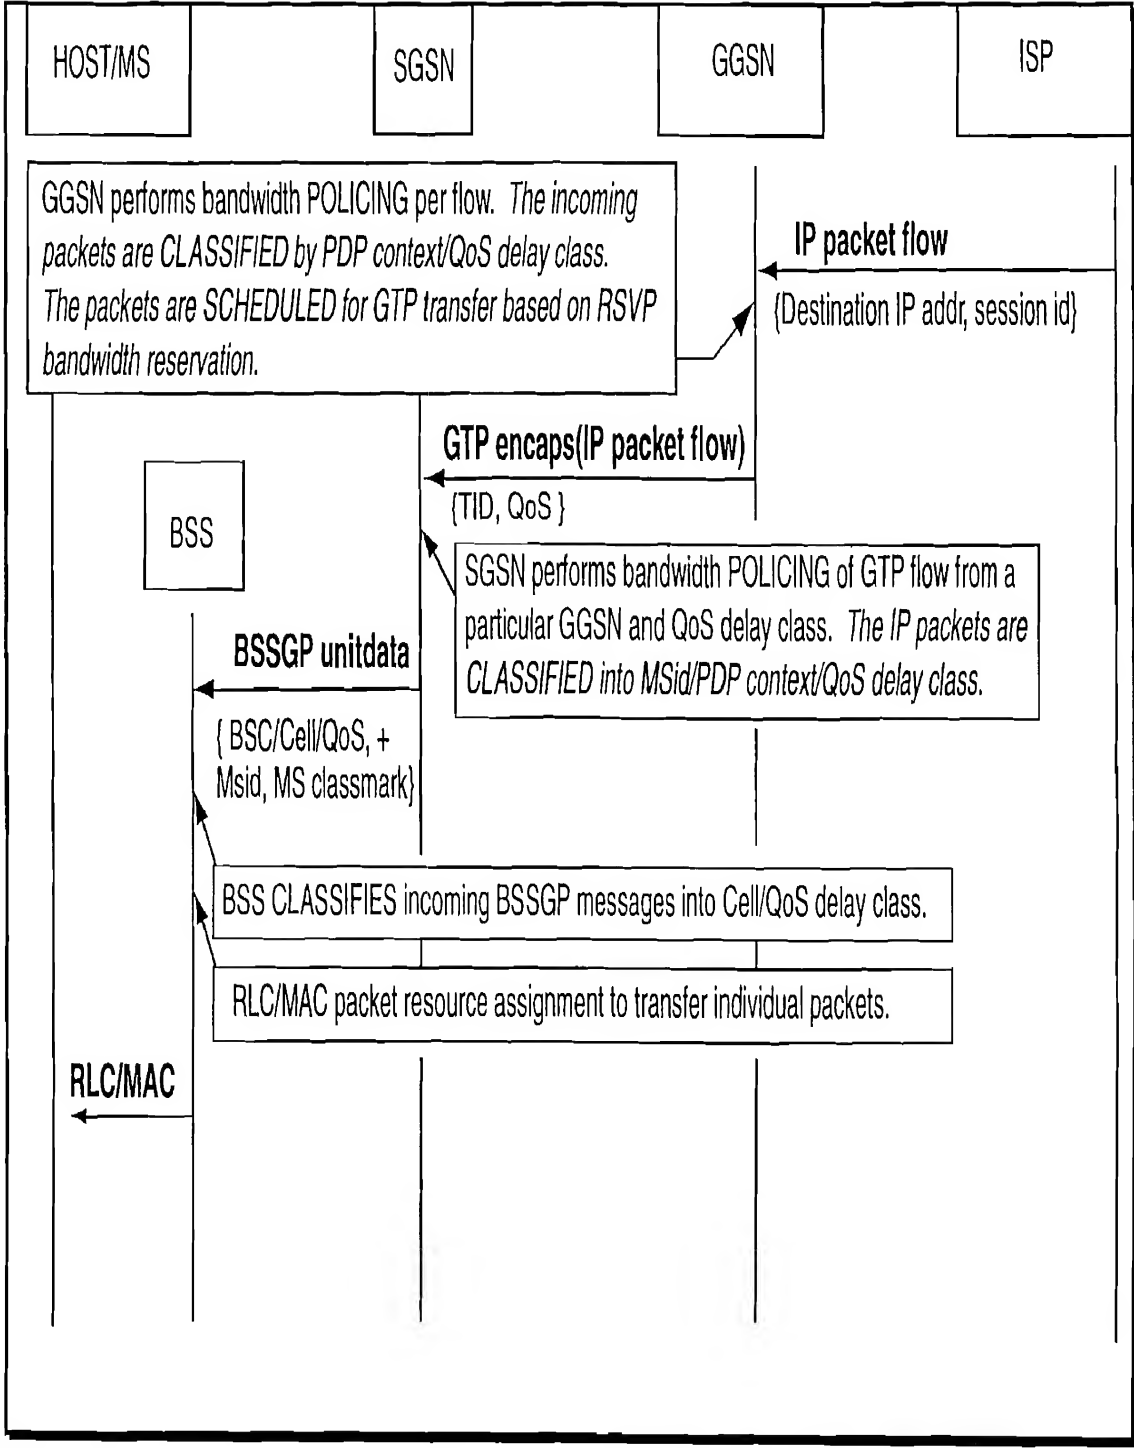 HOST/MS
SGSN
GGSN
ISP
GGSN performs bandwidth POLICING per flow. The incoming
packets are CLASSIFIED by PDP context/QoS delay class.
The packets are SCHEDULED for GTP transfer based on RSVP
bandwidth reservation.
IP packet flow
{Destination IP addr, session id}
GTP encaps(IP packet flow)
{TID, QoS }
BSS
SGSN performs bandwidth POLICING of GTP flow from a
particular GGSN and QoS delay class. The IP packets are
CLASSIFIED into MSid/PDP context/QoS delay class.
BSSGP unitdata
{ BSC/Cell/QoS, +
Msid, MS classmark}
BSS CLASSIFIES incoming BSSGP messages into Cell/QoS delay class.
RLC/MAC packet resource assignment to transfer individual packets.
RLC/MAC